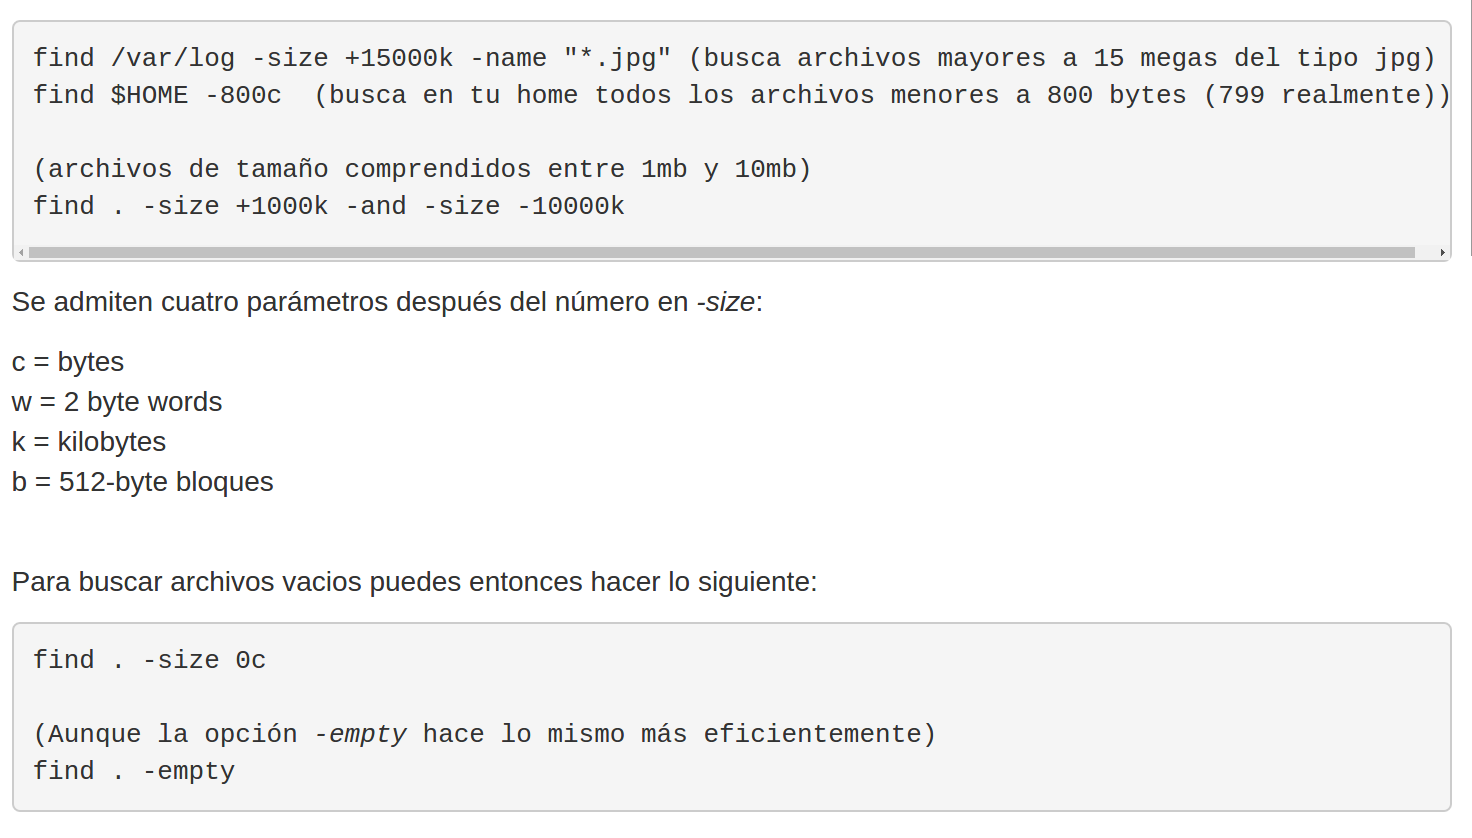 find /var/log -size +15000k -name "*.jpg" (busca archivos mayores a 15 megas del tipo jpg)
find $HOME -800c  (busca en tu home todos los archivos menores a 800 bytes (799 realmente))
(archivos de tamaño comprendidos entre 1mb y 10mb)
find . -size +1000k -and -size -10000k
Se admiten cuatro parámetros después del número en -size:
c = bytes
w = 2 byte words
k = kilobytes
b = 512-byte bloques
Para buscar archivos vacios puedes entonces hacer lo siguiente:
find . -size 0c
(Aunque la opción -empty hace lo mismo más eficientemente)
find . -empty